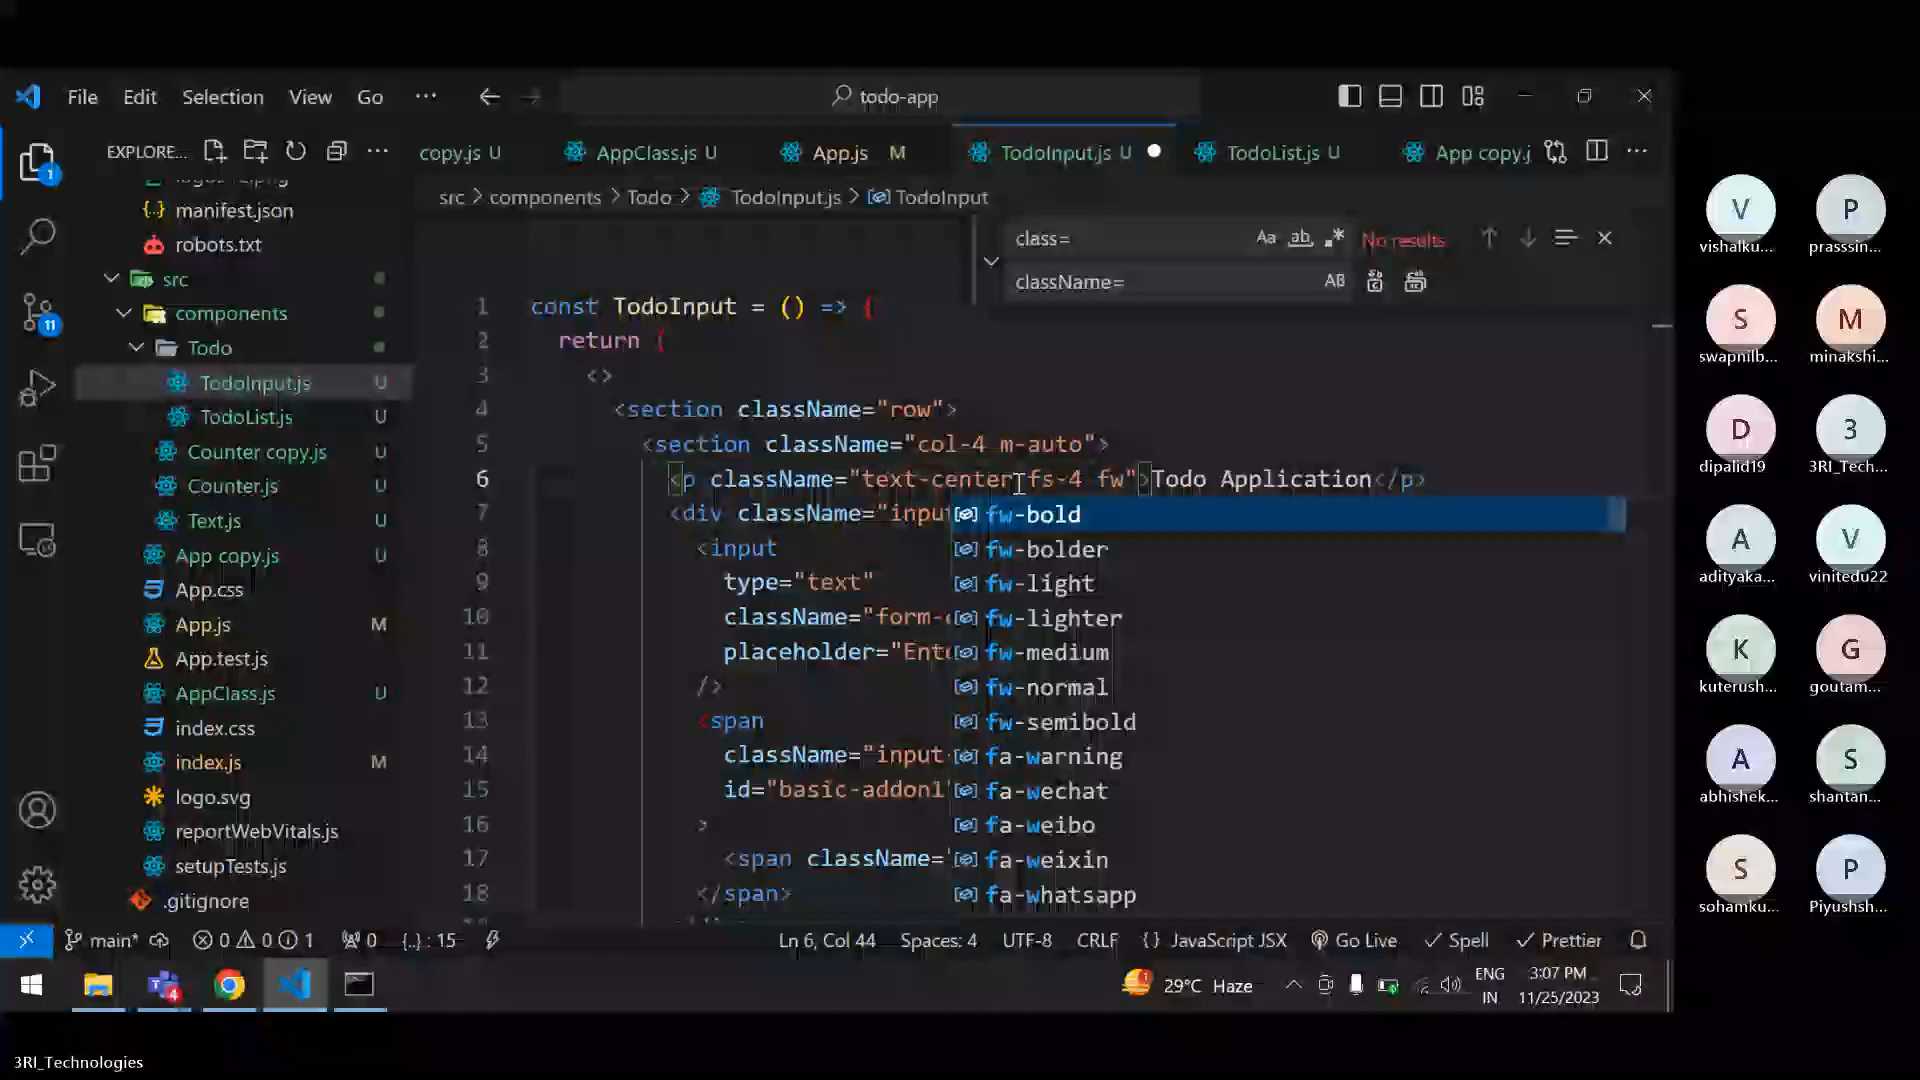 File Edit Selection View Go ··· todo-app
EXPLORE...
copy.js U
AppClass.js U
App.js M
TodoInput.js U
TodoList.js U
App copy.j
src > components > Todo > TodoInput.js > TodoInput
manifest.json
robots.txt
src
components
Todo
TodoInput.js U
TodoList.js U
Counter copy.js U
Counter.js U
Text.js U
App copy.js U
App.css
App.js M
App.test.js
AppClass.js U
index.css
index.js M
logo.svg
reportWebVitals.js
setupTests.js
.gitignore
1
11
class= Aa ab No results
className= AB
1 const TodoInput = () => {
2 return (
3 <>
4 <section className="row">
5 <section className="col-4 m-auto">
6 <p className="text-center fs-4 fw">Todo Application</p>
7 <div className="input
8 <input
9 type="text"
10 className="form-
11 placeholder="Ente
12 />
13 <span
14 className="input-
15 id="basic-addon1"
16 >
17 <span className="
18 </span>
fw-bold
fw-bolder
fw-light
fw-lighter
fw-medium
fw-normal
fw-semibold
fa-warning
fa-wechat
fa-weibo
fa-weixin
fa-whatsapp
main* 0 0 1 0 {..} : 15
Ln 6, Col 44 Spaces: 4 UTF-8 CRLF {} JavaScript JSX Go Live Spell Prettier
4
1
29°C Haze
ENG
IN
3:07 PM
11/25/2023
V
vishalku...
P
prasssin...
S
swapnilb...
M
minakshi...
D
dipalid19
3
3RI_Tech...
A
adityaka...
V
vinitedu22
K
kuterush...
G
goutam...
A
abhishek...
S
shantan...
S
sohamku...
P
Piyushsh...
3RI_Technologies